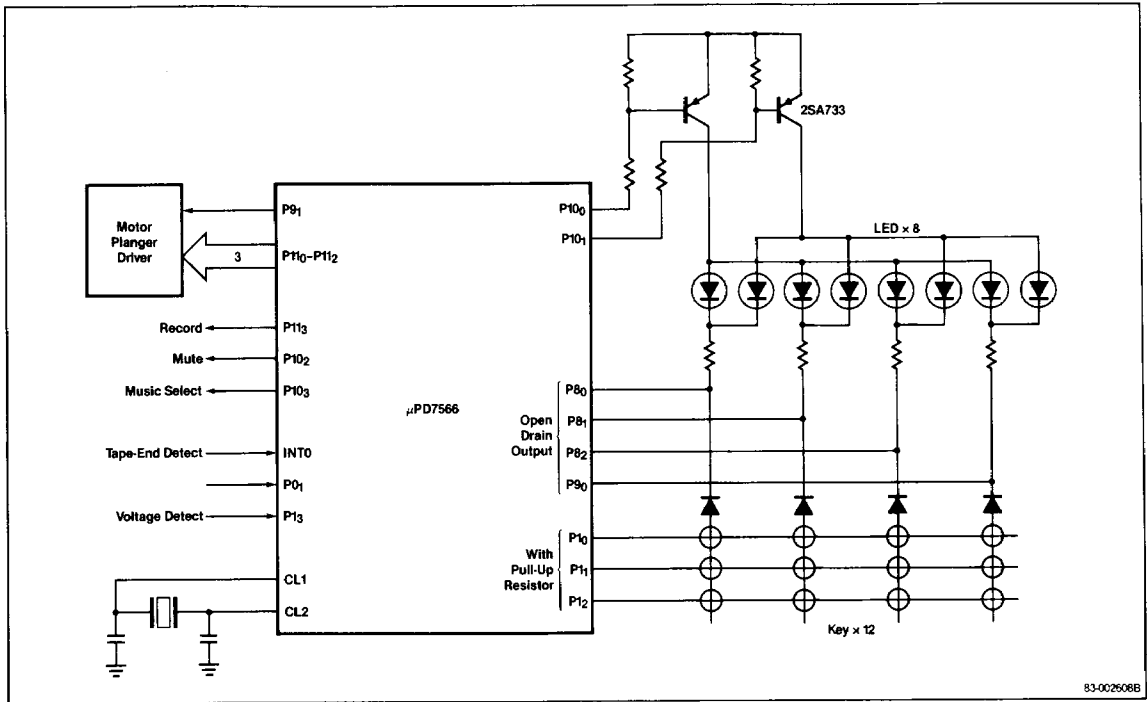 2SA733
P9₁
P10₀
Motor
Planger
Driver
P10₁
LED × 8
3
P11₀–P11₂
Record
P11₃
Mute
P10₂
Music Select
P10₃
P8₀
μPD7566
Open
Drain
Output
P8₁
Tape-End Detect
INT0
P8₂
P0₁
P9₀
Voltage Detect
P1₃
With
Pull-Up
Resistor
P1₀
P1₁
P1₂
CL1
CL2
Key × 12
83-002608B